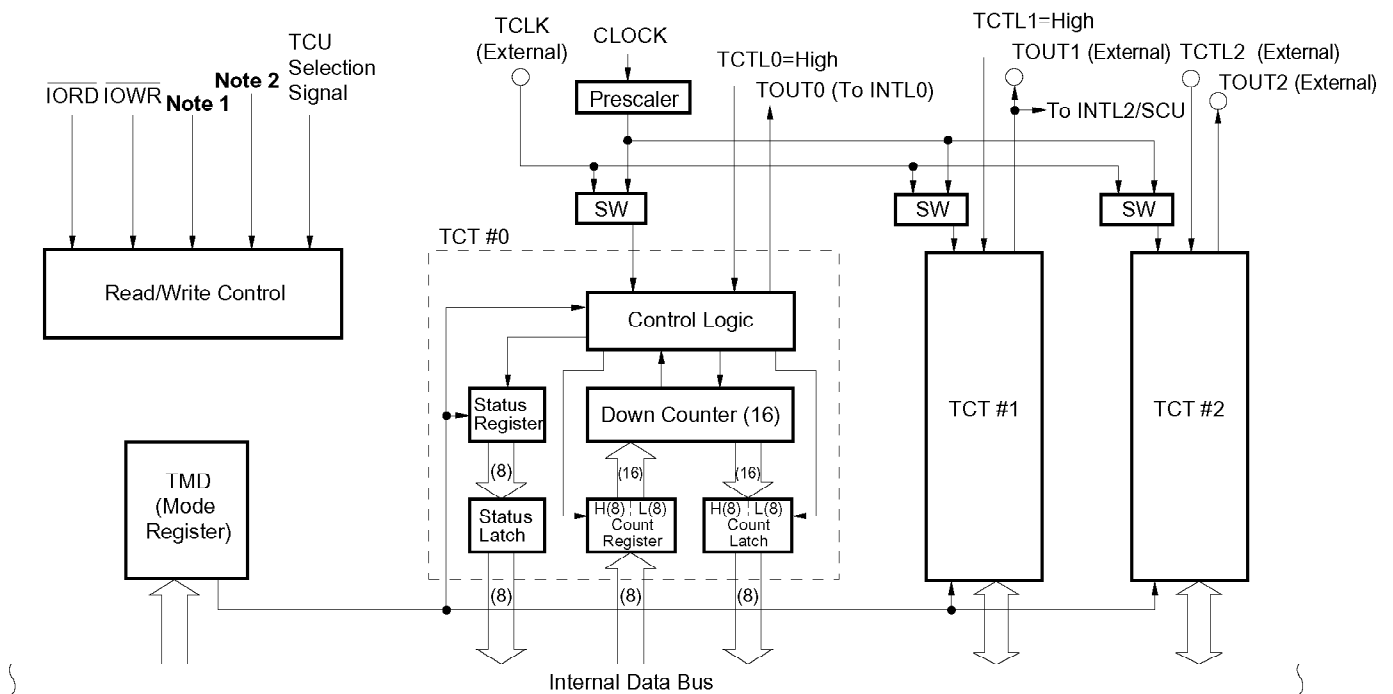 TCLK
(External)
CLOCK
TCTL0=High
TOUT0 (To INTL0)
TCTL1=High
TOUT1 (External)
TCTL2 (External)
TOUT2 (External)
To INTL2/SCU
IORD IOWR Note 1 Note 2
TCU
Selection
Signal
Prescaler
SW
SW
SW
TCT #0
Read/Write Control
Control Logic
Status
Register
Down Counter (16)
TCT #1
TCT #2
TMD
(Mode
Register)
(8)
(16)
(16)
Status
Latch
H(8) L(8)
Count
Register
H(8) L(8)
Count
Latch
(8)
(8)
(8)
Internal Data Bus